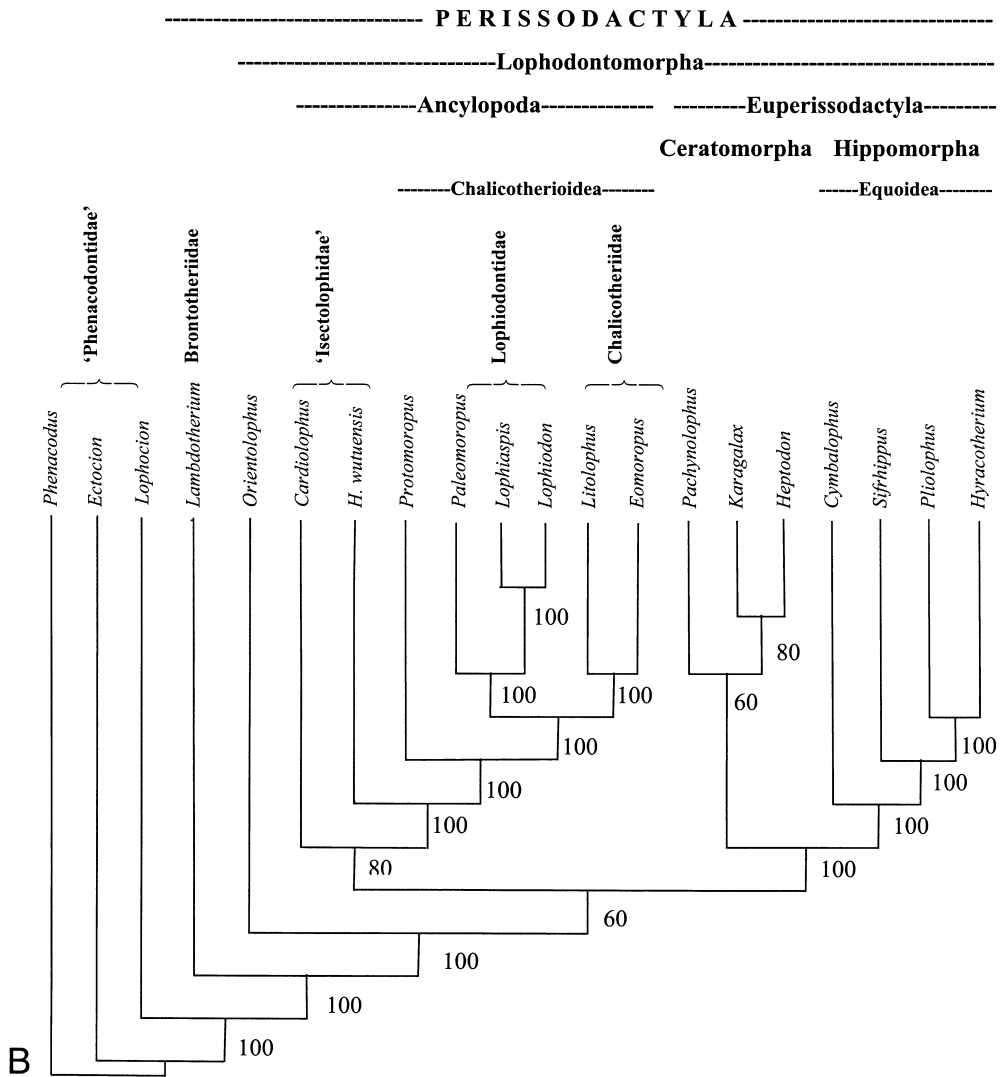 PERISSODACTYLA
Lophodontomorpha
Ancylopoda Euperissodactyla
Ceratomorpha Hippomorpha
Chalicotherioidea Equoidea
‘Phenacodontidae’
Brontotheriidae
‘Isectolophidae’
Lophiodontidae
Chalicotheriidae
Phenacodus
Ectocion
Lophocion
Lambdotherium
Orientolophus
Cardiolophus
H. wutuensis
Protomoropus
Paleomoropus
Lophiaspis
Lophiodon
Litolophus
Eomoropus
Pachynolophus
Karagalax
Heptodon
Cymbalophus
Sifrhippus
Pliolophus
Hyracotherium
100
80
100 100 60
100 100
100 100
100 100
80 100
60
100
100
100
B